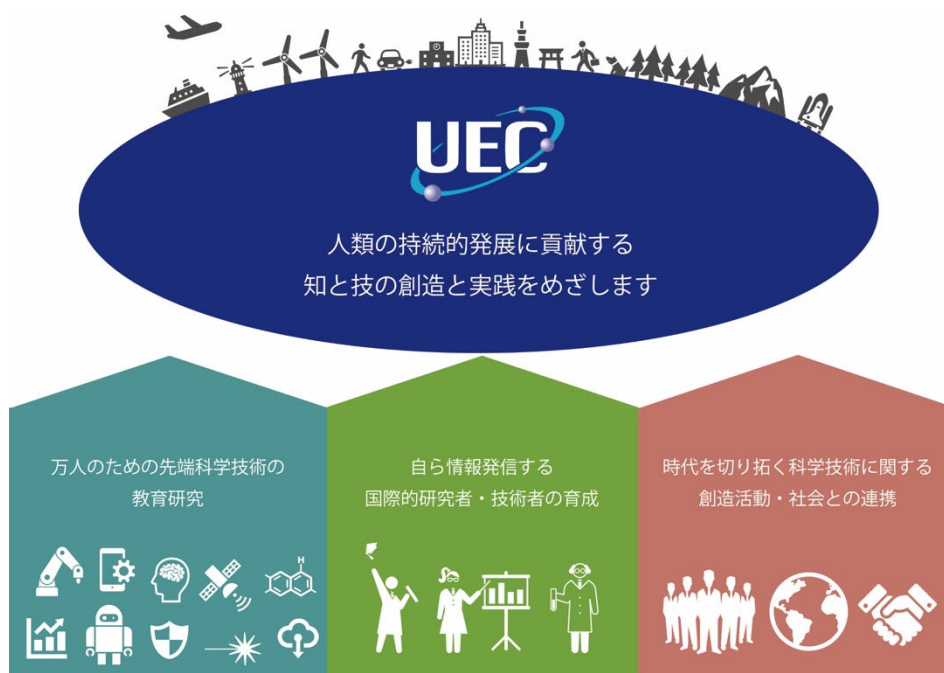 UEC
人類の持続的発展に貢献する
知と技の創造と実践をめざします
万人のための先端科学技術の
教育研究
自ら情報発信する
国際的研究者・技術者の育成
時代を切り拓く科学技術に関する
創造活動・社会との連携
H